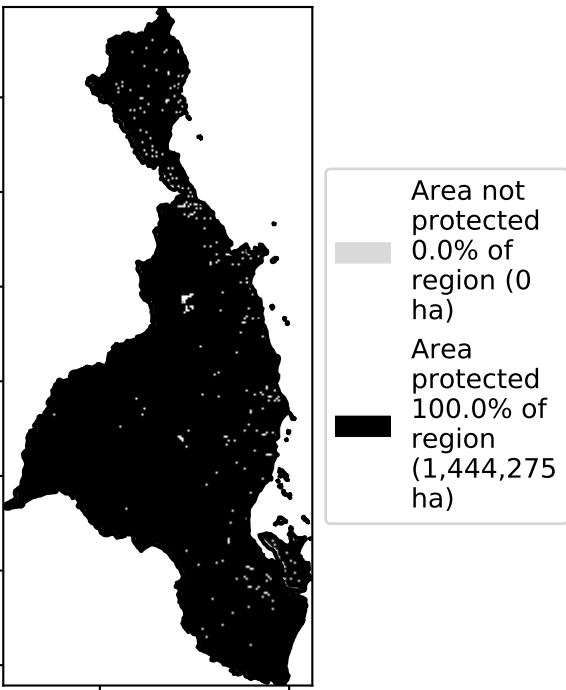 Area not
protected
0.0% of
region (0
ha)
Area
protected
100.0% of
region
(1,444,275
ha)